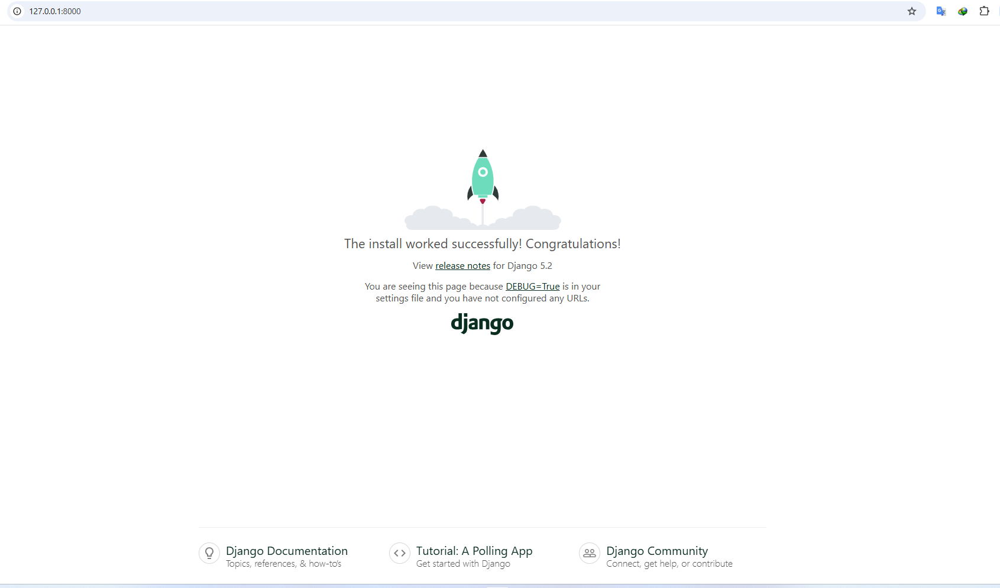 127.0.0.1:8000
The install worked successfully! Congratulations!
View release notes for Django 5.2
You are seeing this page because DEBUG=True is in your
settings file and you have not configured any URLs.
django
Django Documentation
Topics, references, & how-to's
Tutorial: A Polling App
Get started with Django
Django Community
Connect, get help, or contribute